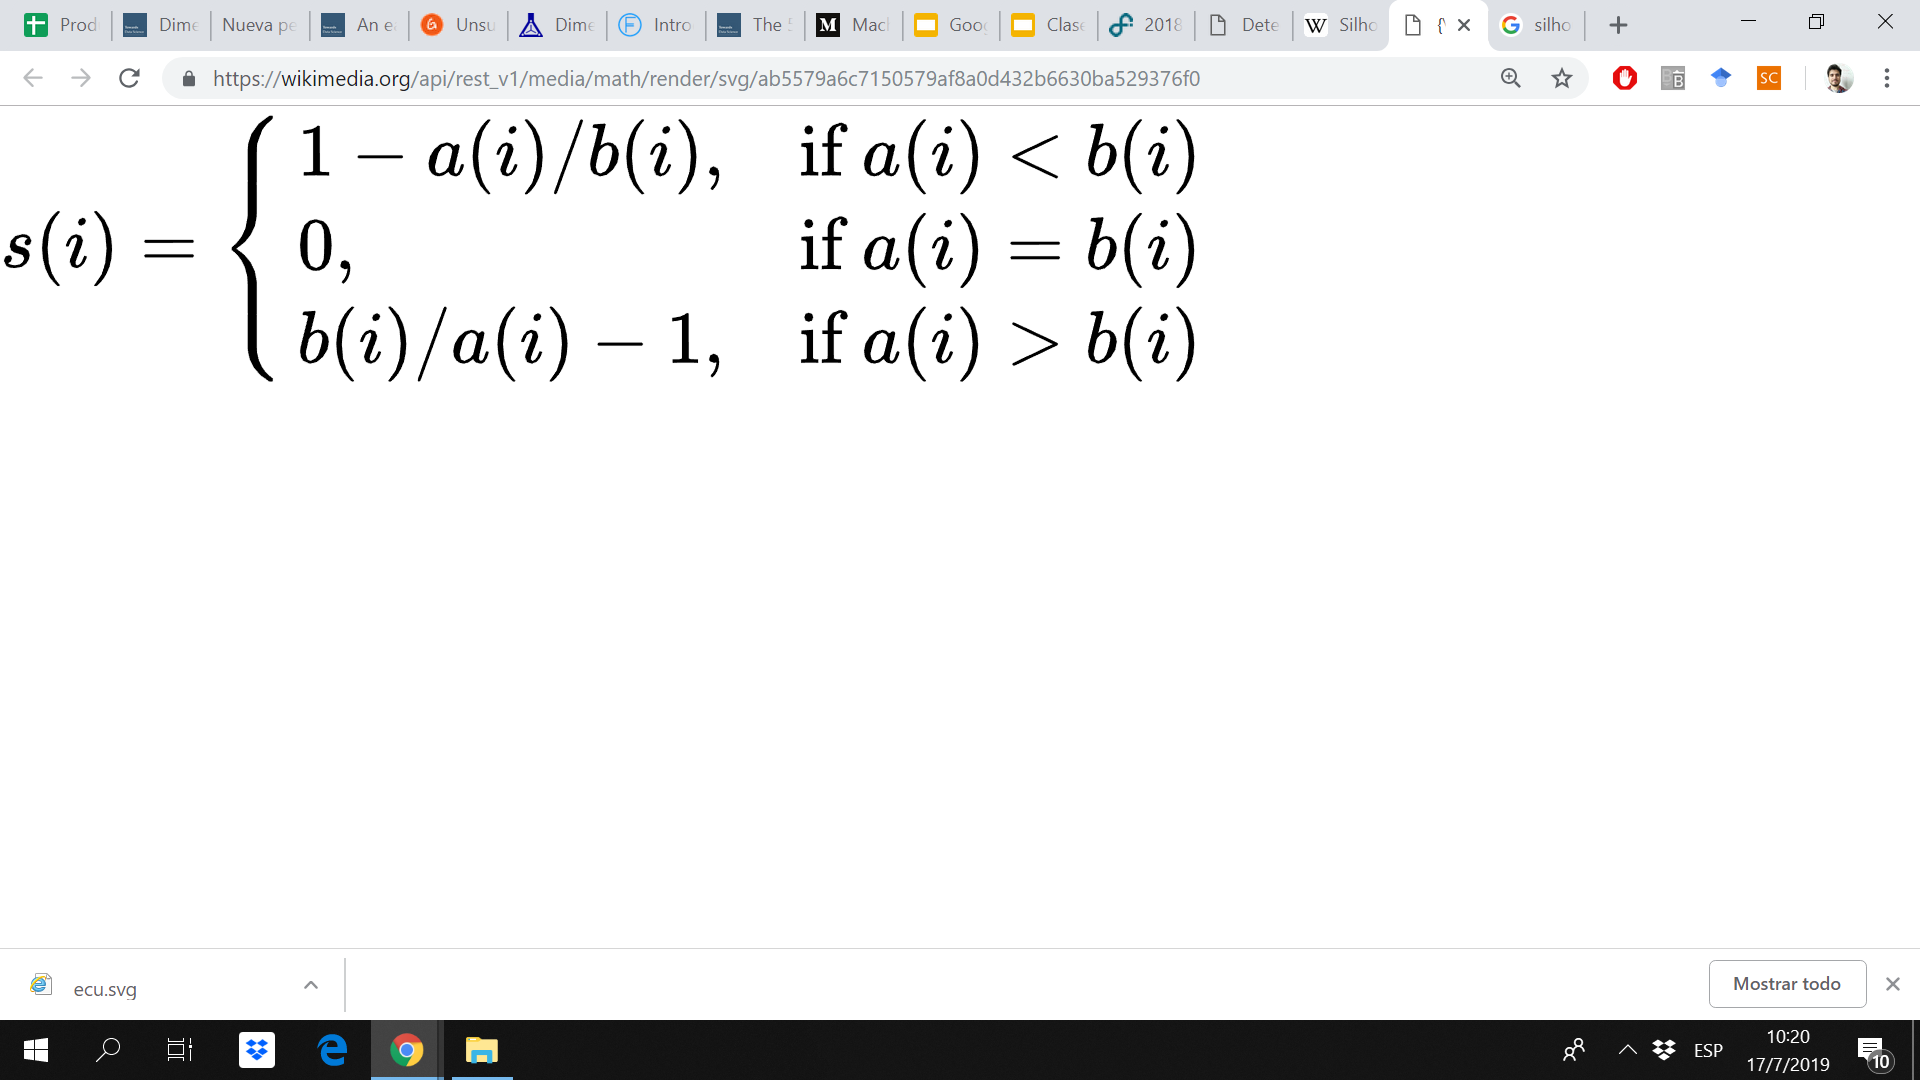 Prod Dime Nueva pe An e Unsu Dime Intro The Mac Goo Clas 2018 Dete Silho silho
https://wikimedia.org/api/rest_v1/media/math/render/svg/ab5579a6c7150579af8a0d432b6630ba529376f0
SC
1 − a(i)/b(i), if a(i) < b(i)
s(i) = { 0, if a(i) = b(i)
b(i)/a(i) − 1, if a(i) > b(i)
ecu.svg
Mostrar todo
ESP
10:20
17/7/2019
10